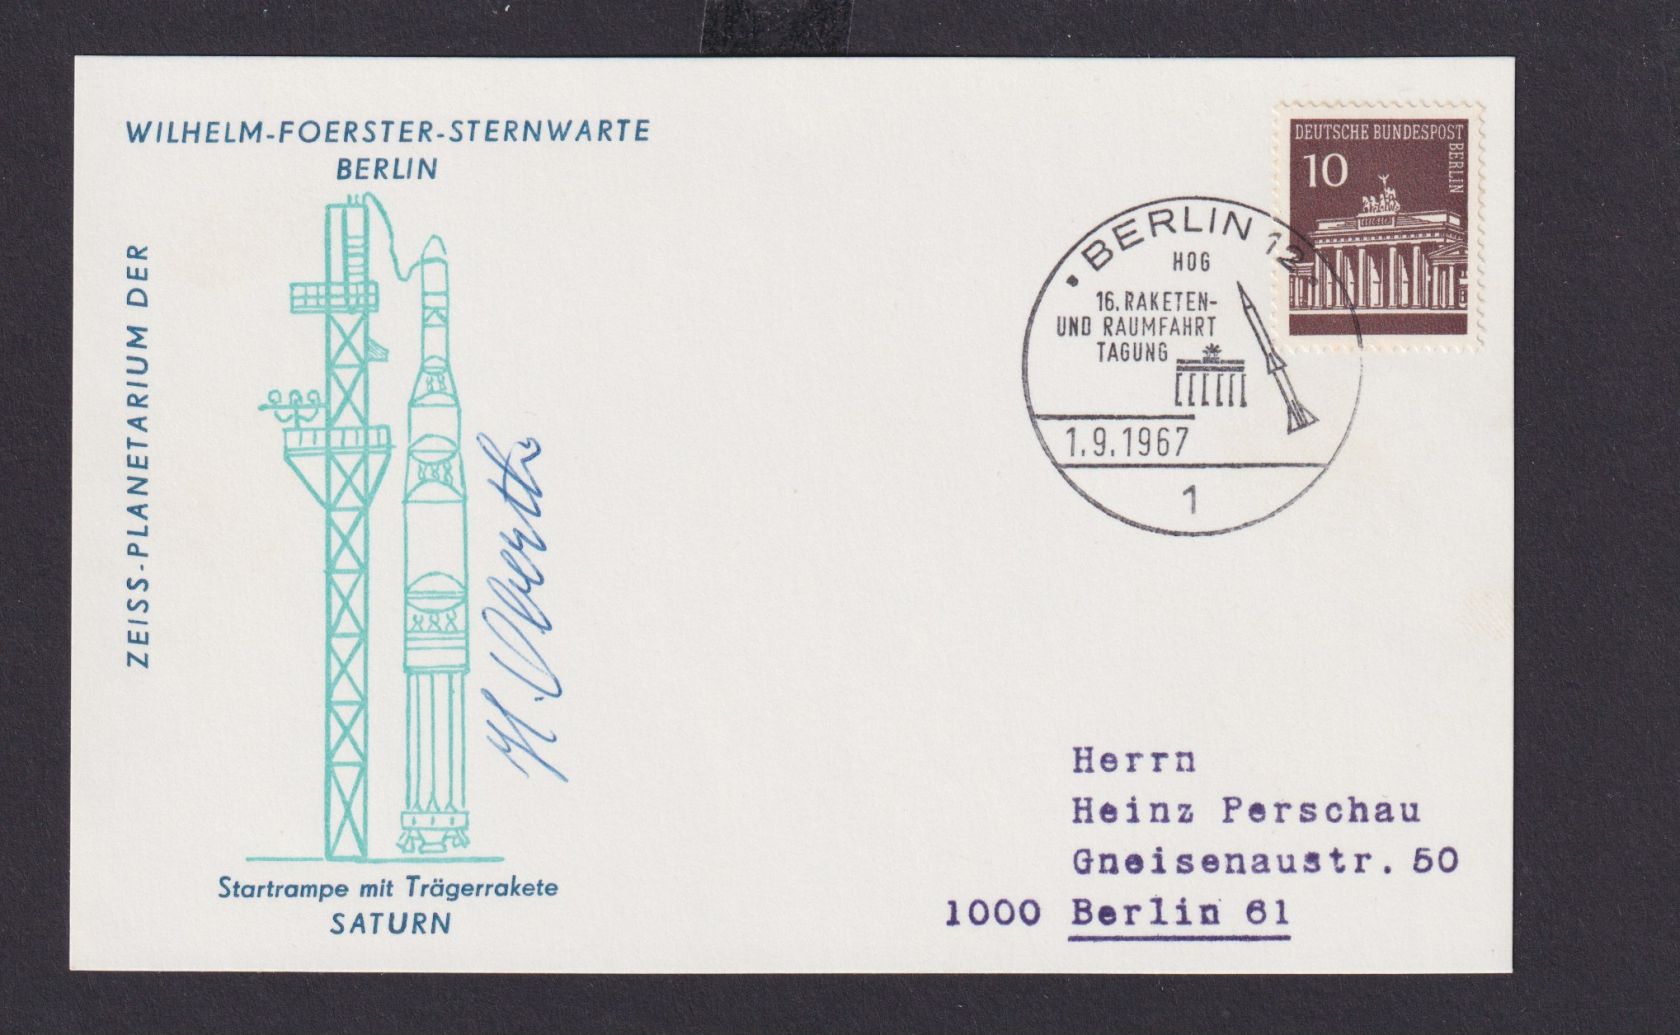 WILHELM-FOERSTER-STERNWARTE
BERLIN
ZEISS-PLANETARIUM DER
Startrampe mit Trägerrakete
SATURN
H. Oberth
DEUTSCHE BUNDESPOST
BERLIN
10
BERLIN 12
HOG
16. RAKETEN-
UND RAUMFAHRT
TAGUNG
1.9.1967
1
Herrn
Heinz Perschau
Gneisenaustr. 50
1000 Berlin 61